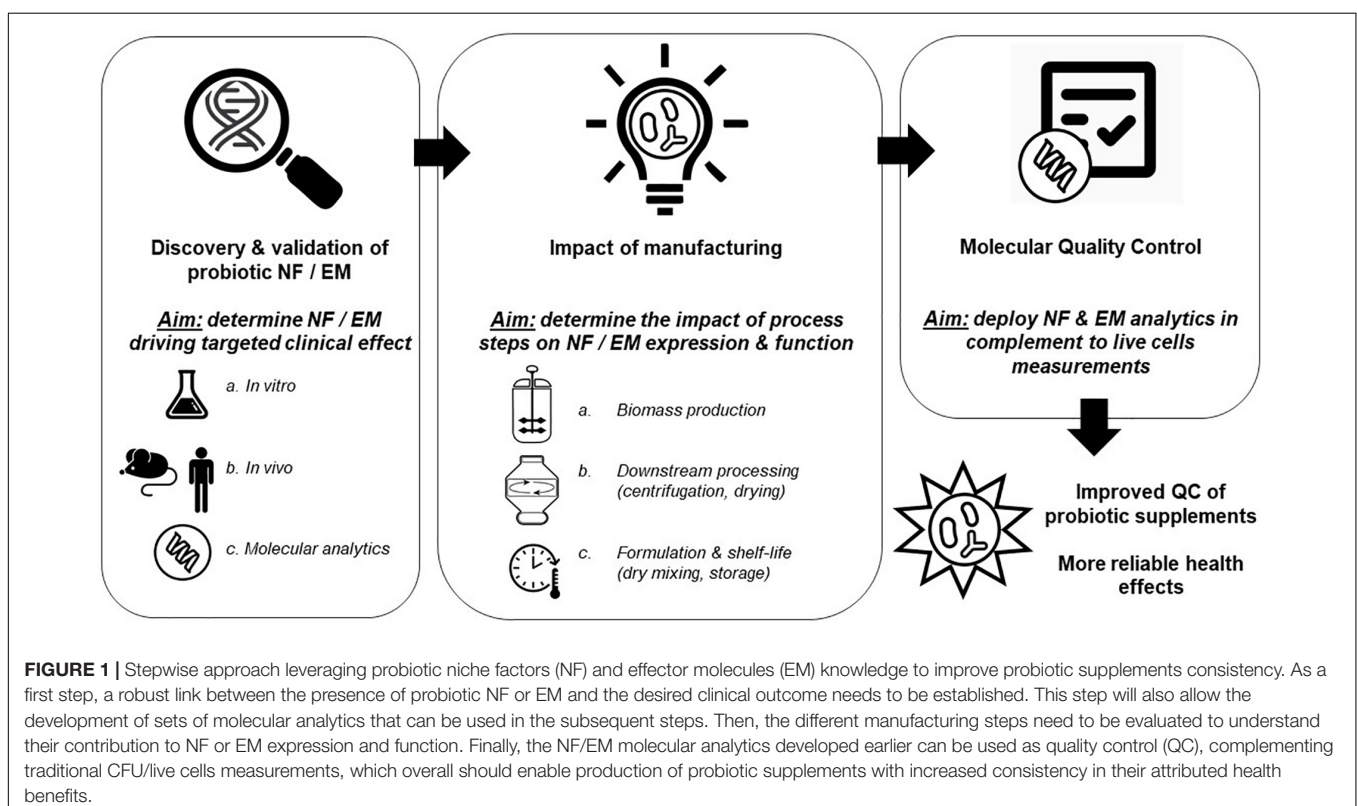 Discovery & validation of
probiotic NF / EM
Aim: determine NF / EM
driving targeted clinical effect
a. In vitro
b. In vivo
c. Molecular analytics
Impact of manufacturing
Aim: determine the impact of process
steps on NF / EM expression & function
a. Biomass production
b. Downstream processing
(centrifugation, drying)
c. Formulation & shelf-life
(dry mixing, storage)
Molecular Quality Control
Aim: deploy NF & EM analytics in
complement to live cells
measurements
Improved QC of
probiotic supplements
More reliable health
effects
FIGURE 1 | Stepwise approach leveraging probiotic niche factors (NF) and effector molecules (EM) knowledge to improve probiotic supplements consistency. As a
first step, a robust link between the presence of probiotic NF or EM and the desired clinical outcome needs to be established. This step will also allow the
development of sets of molecular analytics that can be used in the subsequent steps. Then, the different manufacturing steps need to be evaluated to understand
their contribution to NF or EM expression and function. Finally, the NF/EM molecular analytics developed earlier can be used as quality control (QC), complementing
traditional CFU/live cells measurements, which overall should enable production of probiotic supplements with increased consistency in their attributed health
benefits.